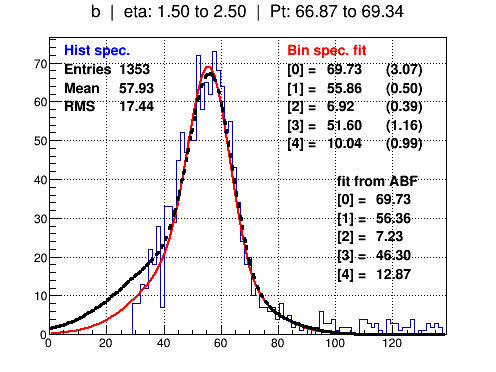 b | eta: 1.50 to 2.50 | Pt: 66.87 to 69.34
Hist spec.
Entries 1353
Mean 57.93
RMS 17.44
Bin spec. fit
[0] = 69.73 (3.07)
[1] = 55.86 (0.50)
[2] = 6.92 (0.39)
[3] = 51.60 (1.16)
[4] = 10.04 (0.99)
fit from ABF
[0] = 69.73
[1] = 56.36
[2] = 7.23
[3] = 46.30
[4] = 12.87
70
60
50
40
30
20
10
0
0 20 40 60 80 100 120